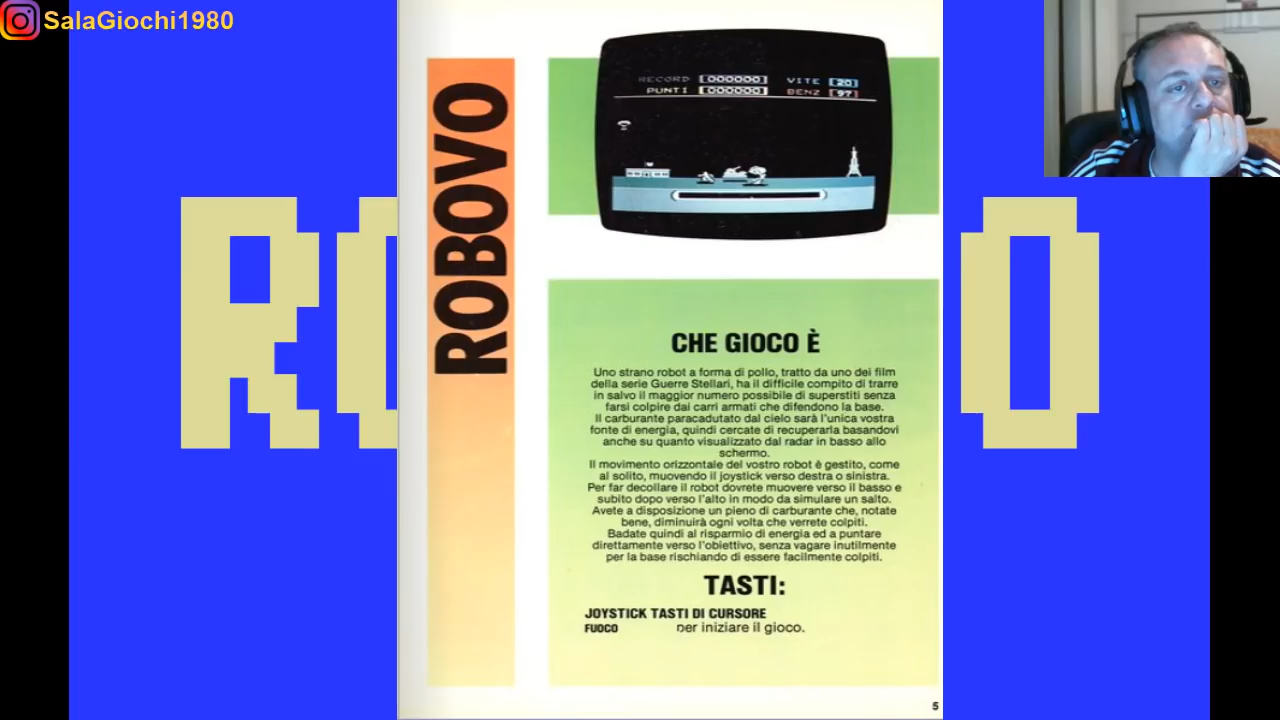 SalaGiochi1980
ROBOVO
RECORD [000000] VITE [20]
PUNTI [000000] BENZ [97]
CHE GIOCO È
Uno strano robot a forma di pollo, tratto da uno dei film
della serie Guerre Stellari, ha il difficile compito di trarre
in salvo il maggior numero possibile di superstiti senza
farsi colpire dai carri armati che difendono la base.
Il carburante paracadutato dal cielo sarà l'unica vostra
fonte di energia, quindi cercate di recuperarla basandovi
anche su quanto visualizzato dal radar in basso allo
schermo.
Il movimento orizzontale del vostro robot è gestito, come
al solito, muovendo il joystick verso destra o sinistra.
Per far decollare il robot dovrete muovere verso il basso e
subito dopo verso l'alto in modo da simulare un salto.
Avete a disposizione un pieno di carburante che, notate
bene, diminuirà ogni volta che verrete colpiti.
Badate quindi al risparmio di energia ed a puntare
direttamente verso l'obiettivo, senza vagare inutilmente
per la base rischiando di essere facilmente colpiti.
TASTI:
JOYSTICK TASTI DI CURSORE
FUOCO per iniziare il gioco.
5